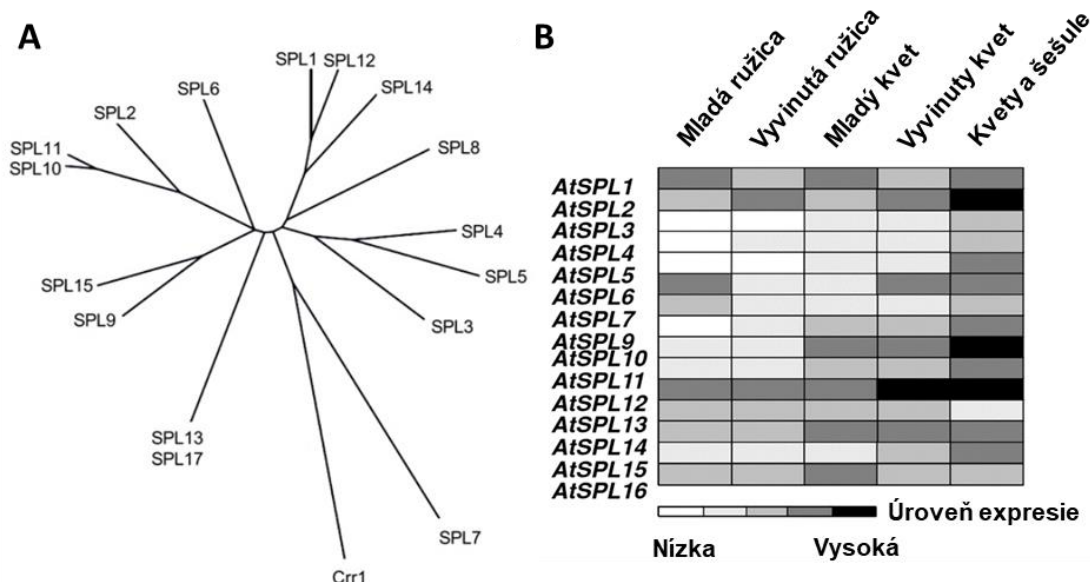 A
SPL1
SPL12
SPL14
SPL6
SPL2
SPL11
SPL10
SPL8
SPL4
SPL5
SPL3
SPL15
SPL9
SPL13
SPL17
SPL7
Crr1
B
Mladá ružica
Vyvinutá ružica
Mladý kvet
Vyvinuty kvet
Kvety a šešule
AtSPL1
AtSPL2
AtSPL3
AtSPL4
AtSPL5
AtSPL6
AtSPL7
AtSPL9
AtSPL10
AtSPL11
AtSPL12
AtSPL13
AtSPL14
AtSPL15
AtSPL16
Úroveň expresie
Nízka Vysoká